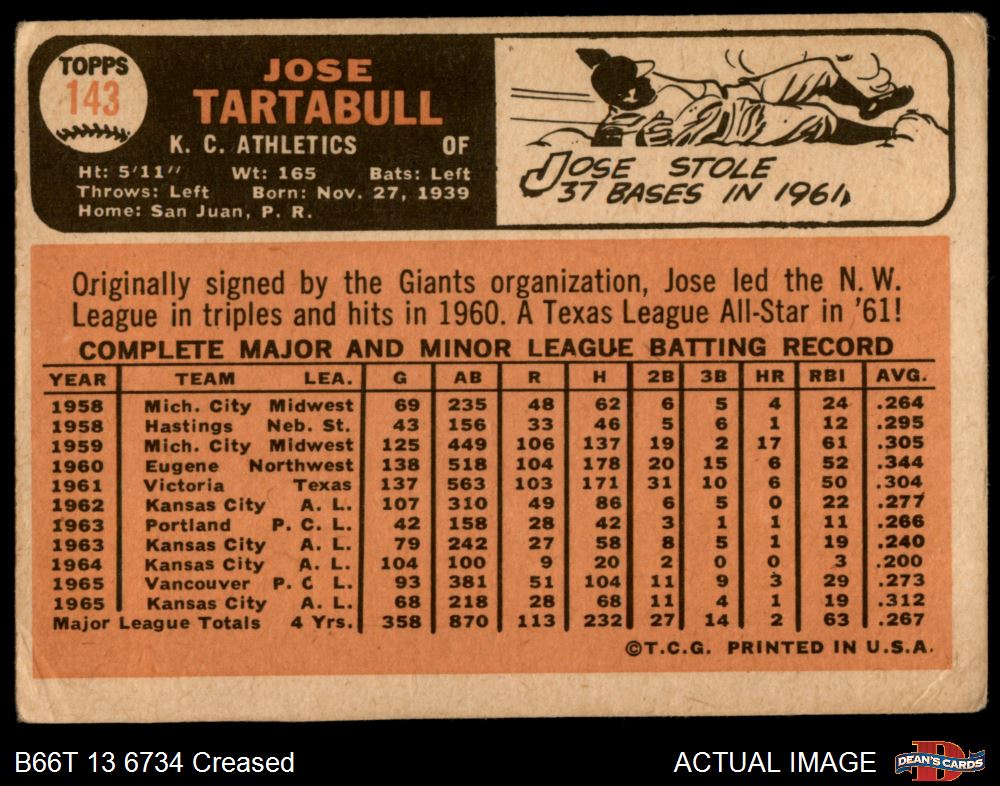 TOPPS
143
JOSE
TARTABULL
K. C. ATHLETICS OF
Ht: 5'11" Wt: 165 Bats: Left
Throws: Left Born: Nov. 27, 1939
Home: San Juan, P. R.
JOSE STOLE
37 BASES IN 1961.
Originally signed by the Giants organization, Jose led the N. W.
League in triples and hits in 1960. A Texas League All-Star in '61!
COMPLETE MAJOR AND MINOR LEAGUE BATTING RECORD
YEAR TEAM LEA. G AB R H 2B 3B HR RBI AVG.
1958 Mich. City Midwest 69 235 48 62 6 5 4 24 .264
1958 Hastings Neb. St. 43 156 33 46 5 6 1 12 .295
1959 Mich. City Midwest 125 449 106 137 19 2 17 61 .305
1960 Eugene Northwest 138 518 104 178 20 15 6 52 .344
1961 Victoria Texas 137 563 103 171 31 10 6 50 .304
1962 Kansas City A. L. 107 310 49 86 6 5 0 22 .277
1963 Portland P. C. L. 42 158 28 42 3 1 1 11 .266
1963 Kansas City A. L. 79 242 27 58 8 5 1 19 .240
1964 Kansas City A. L. 104 100 9 20 2 0 0 3 .200
1965 Vancouver P. C L. 93 381 51 104 11 9 3 29 .273
1965 Kansas City A. L. 68 218 28 68 11 4 1 19 .312
Major League Totals 4 Yrs. 358 870 113 232 27 14 2 63 .267
©T.C.G. PRINTED IN U.S.A.
B66T 13 6734 Creased
ACTUAL IMAGE
D
DEAN'S CARDS